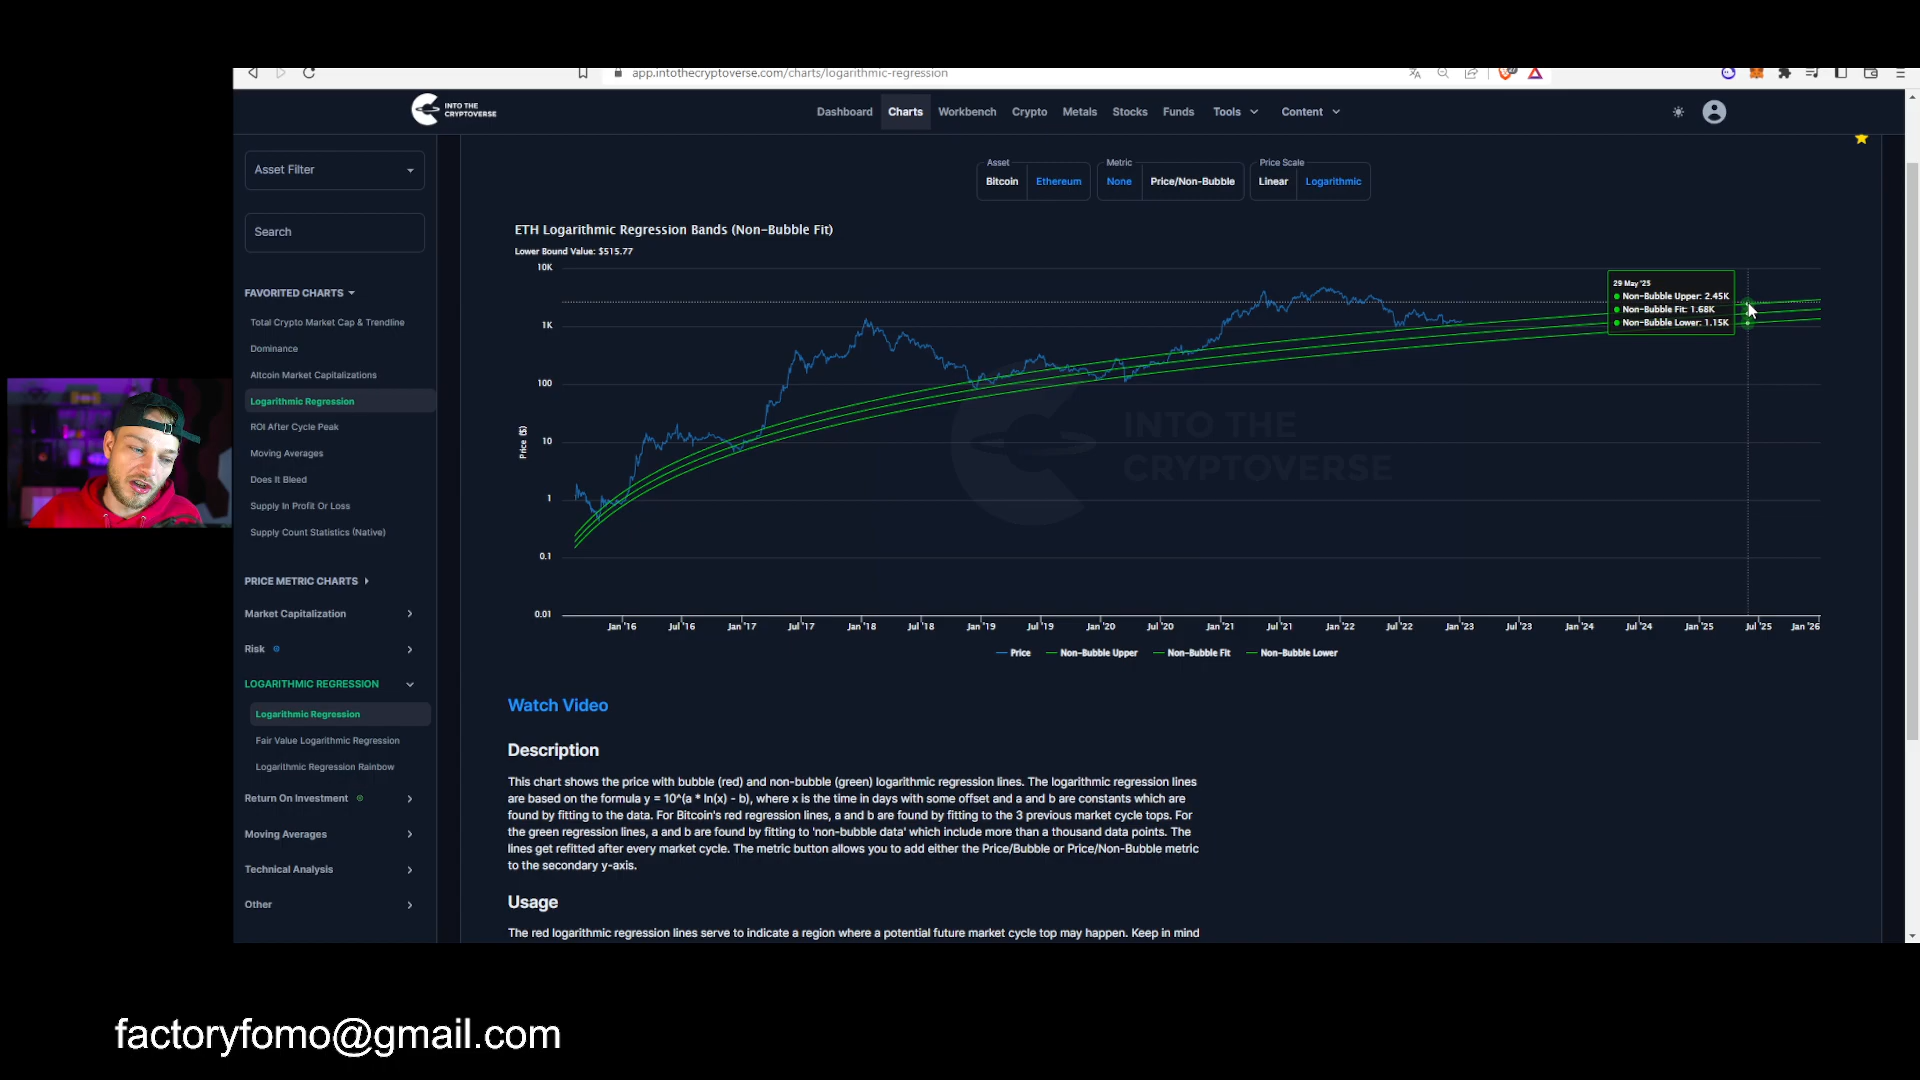 app.intothecryptoverse.com/charts/logarithmic-regression
INTO THE
CRYPTOVERSE
Dashboard
Charts
Workbench
Crypto
Metals
Stocks
Funds
Tools
Content
Asset Filter
Search
FAVORITED CHARTS
Total Crypto Market Cap & Trendline
Dominance
Altcoin Market Capitalizations
Logarithmic Regression
ROI After Cycle Peak
Moving Averages
Does It Bleed
Supply In Profit Or Loss
Supply Count Statistics (Native)
PRICE METRIC CHARTS
Market Capitalization
Risk
LOGARITHMIC REGRESSION
Logarithmic Regression
Fair Value Logarithmic Regression
Logarithmic Regression Rainbow
Return On Investment
Moving Averages
Technical Analysis
Other
Asset
Bitcoin
Ethereum
Metric
None
Price/Non-Bubble
Price Scale
Linear
Logarithmic
ETH Logarithmic Regression Bands (Non-Bubble Fit)
Lower Bound Value: $515.77
10K
1K
100
10
1
0.1
0.01
Price ($)
29 May '25
Non-Bubble Upper: 2.45K
Non-Bubble Fit: 1.68K
Non-Bubble Lower: 1.15K
INTO THE
CRYPTOVERSE
Jan '16
Jul '16
Jan '17
Jul '17
Jan '18
Jul '18
Jan '19
Jul '19
Jan '20
Jul '20
Jan '21
Jul '21
Jan '22
Jul '22
Jan '23
Jul '23
Jan '24
Jul '24
Jan '25
Jul '25
Jan '26
Price
Non-Bubble Upper
Non-Bubble Fit
Non-Bubble Lower
Watch Video
Description
This chart shows the price with bubble (red) and non-bubble (green) logarithmic regression lines. The logarithmic regression lines
are based on the formula y = 10^(a * ln(x) - b), where x is the time in days with some offset and a and b are constants which are
found by fitting to the data. For Bitcoin's red regression lines, a and b are found by fitting to the 3 previous market cycle tops. For
the green regression lines, a and b are found by fitting to 'non-bubble data' which include more than a thousand data points. The
lines get refitted after every market cycle. The metric button allows you to add either the Price/Bubble or Price/Non-Bubble metric
to the secondary y-axis.
Usage
The red logarithmic regression lines serve to indicate a region where a potential future market cycle top may happen. Keep in mind
factoryfomo@gmail.com